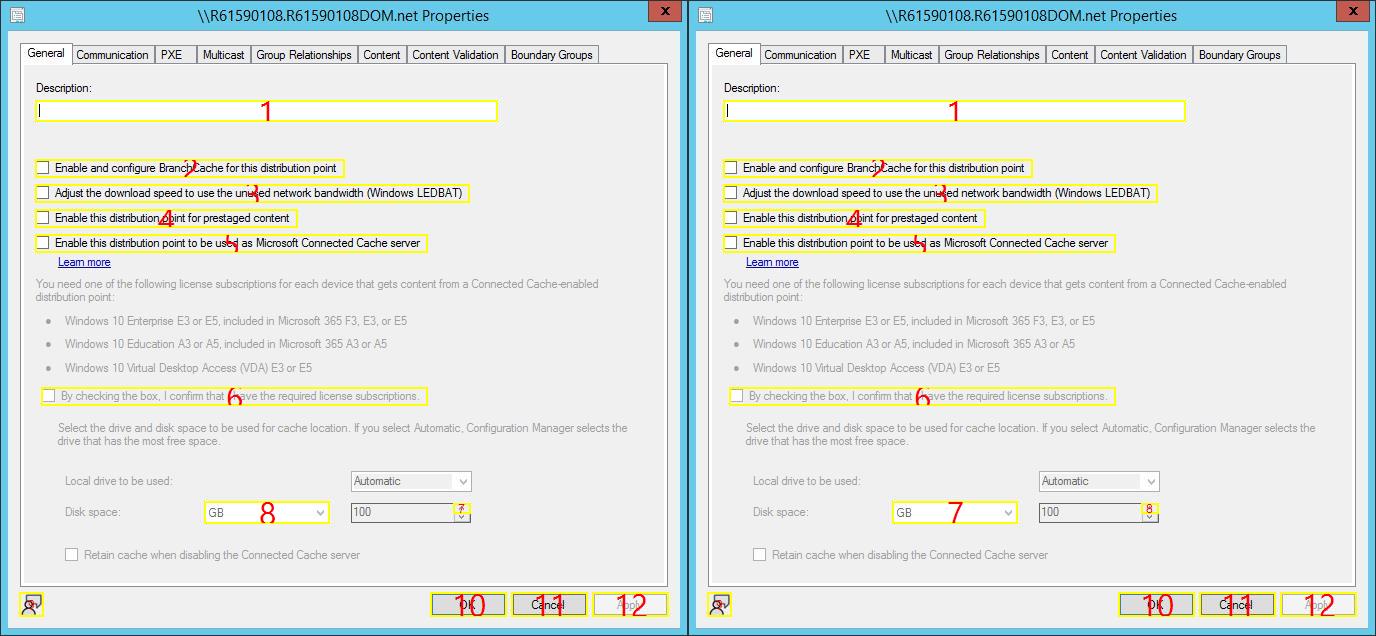 \\R61590108.R61590108DOM.net Properties
General Communication PXE Multicast Group Relationships Content Content Validation Boundary Groups
Description:
1
2
Enable and configure BranchCache for this distribution point
3
Adjust the download speed to use the unused network bandwidth (Windows LEDBAT)
4
Enable this distribution point for prestaged content
5
Enable this distribution point to be used as Microsoft Connected Cache server
Learn more
You need one of the following license subscriptions for each device that gets content from a Connected Cache-enabled
distribution point:
• Windows 10 Enterprise E3 or E5, included in Microsoft 365 F3, E3, or E5
• Windows 10 Education A3 or A5, included in Microsoft 365 A3 or A5
• Windows 10 Virtual Desktop Access (VDA) E3 or E5
6
By checking the box, I confirm that I have the required license subscriptions.
Select the drive and disk space to be used for cache location. If you select Automatic, Configuration Manager selects the
drive that has the most free space.
Local drive to be used: Automatic
Disk space: GB 8 100 7
Retain cache when disabling the Connected Cache server
OK 10 Cancel 11 Apply 12
\\R61590108.R61590108DOM.net Properties
General Communication PXE Multicast Group Relationships Content Content Validation Boundary Groups
Description:
1
2
Enable and configure BranchCache for this distribution point
3
Adjust the download speed to use the unused network bandwidth (Windows LEDBAT)
4
Enable this distribution point for prestaged content
5
Enable this distribution point to be used as Microsoft Connected Cache server
Learn more
You need one of the following license subscriptions for each device that gets content from a Connected Cache-enabled
distribution point:
• Windows 10 Enterprise E3 or E5, included in Microsoft 365 F3, E3, or E5
• Windows 10 Education A3 or A5, included in Microsoft 365 A3 or A5
• Windows 10 Virtual Desktop Access (VDA) E3 or E5
6
By checking the box, I confirm that I have the required license subscriptions.
Select the drive and disk space to be used for cache location. If you select Automatic, Configuration Manager selects the
drive that has the most free space.
Local drive to be used: Automatic
Disk space: GB 7 100 8
Retain cache when disabling the Connected Cache server
OK 10 Cancel 11 Apply 12